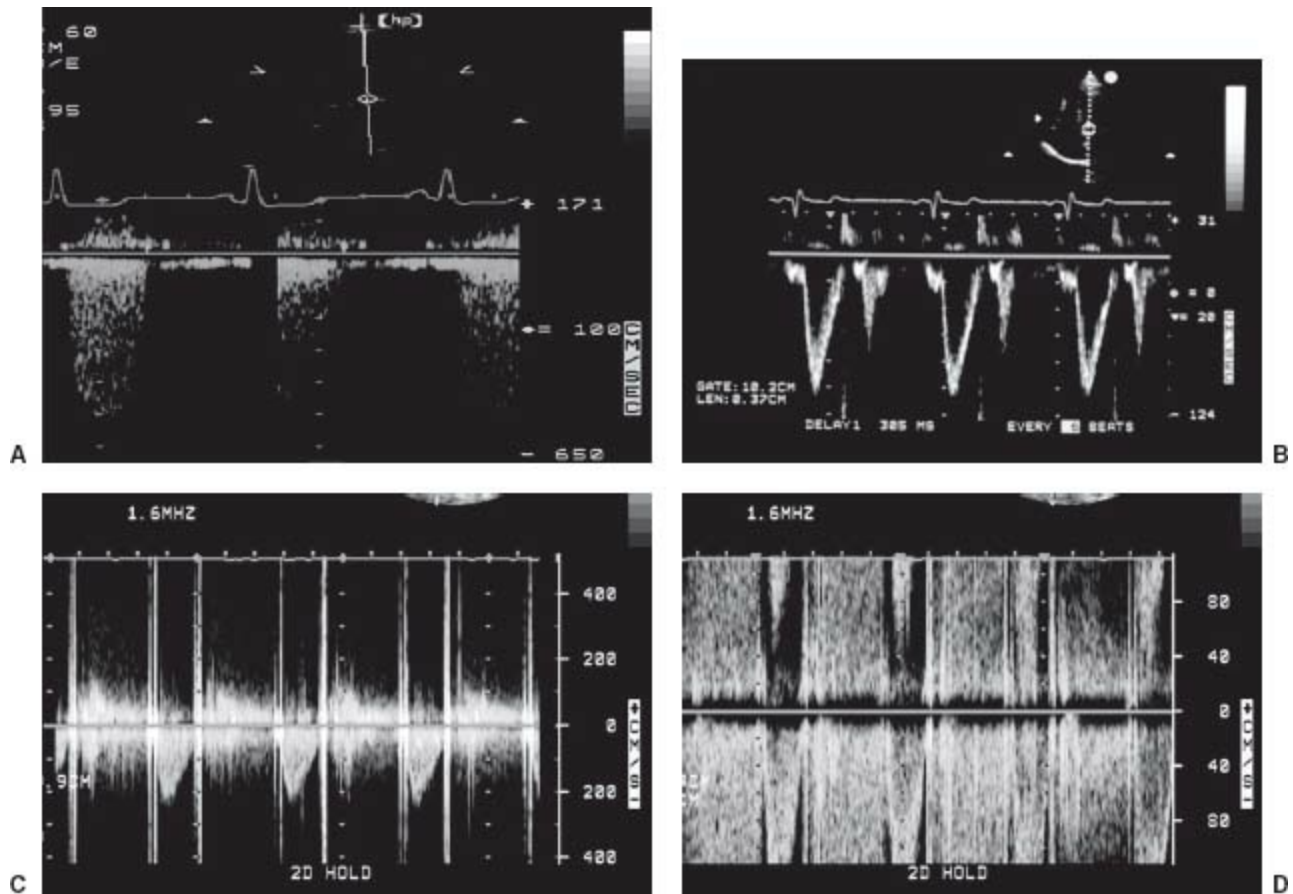 60
[hp]
95
171
= 100
CM/SEC
- 650
A
31
= 0
= 20
GATE:10.2CM
LEN:0.37CM
DELAY1 305 MS
EVERY BEATS
- 124
B
1.6MHZ
400
200
0
200
400
2D HOLD
C
1.6MHZ
80
40
0
40
80
2D HOLD
D